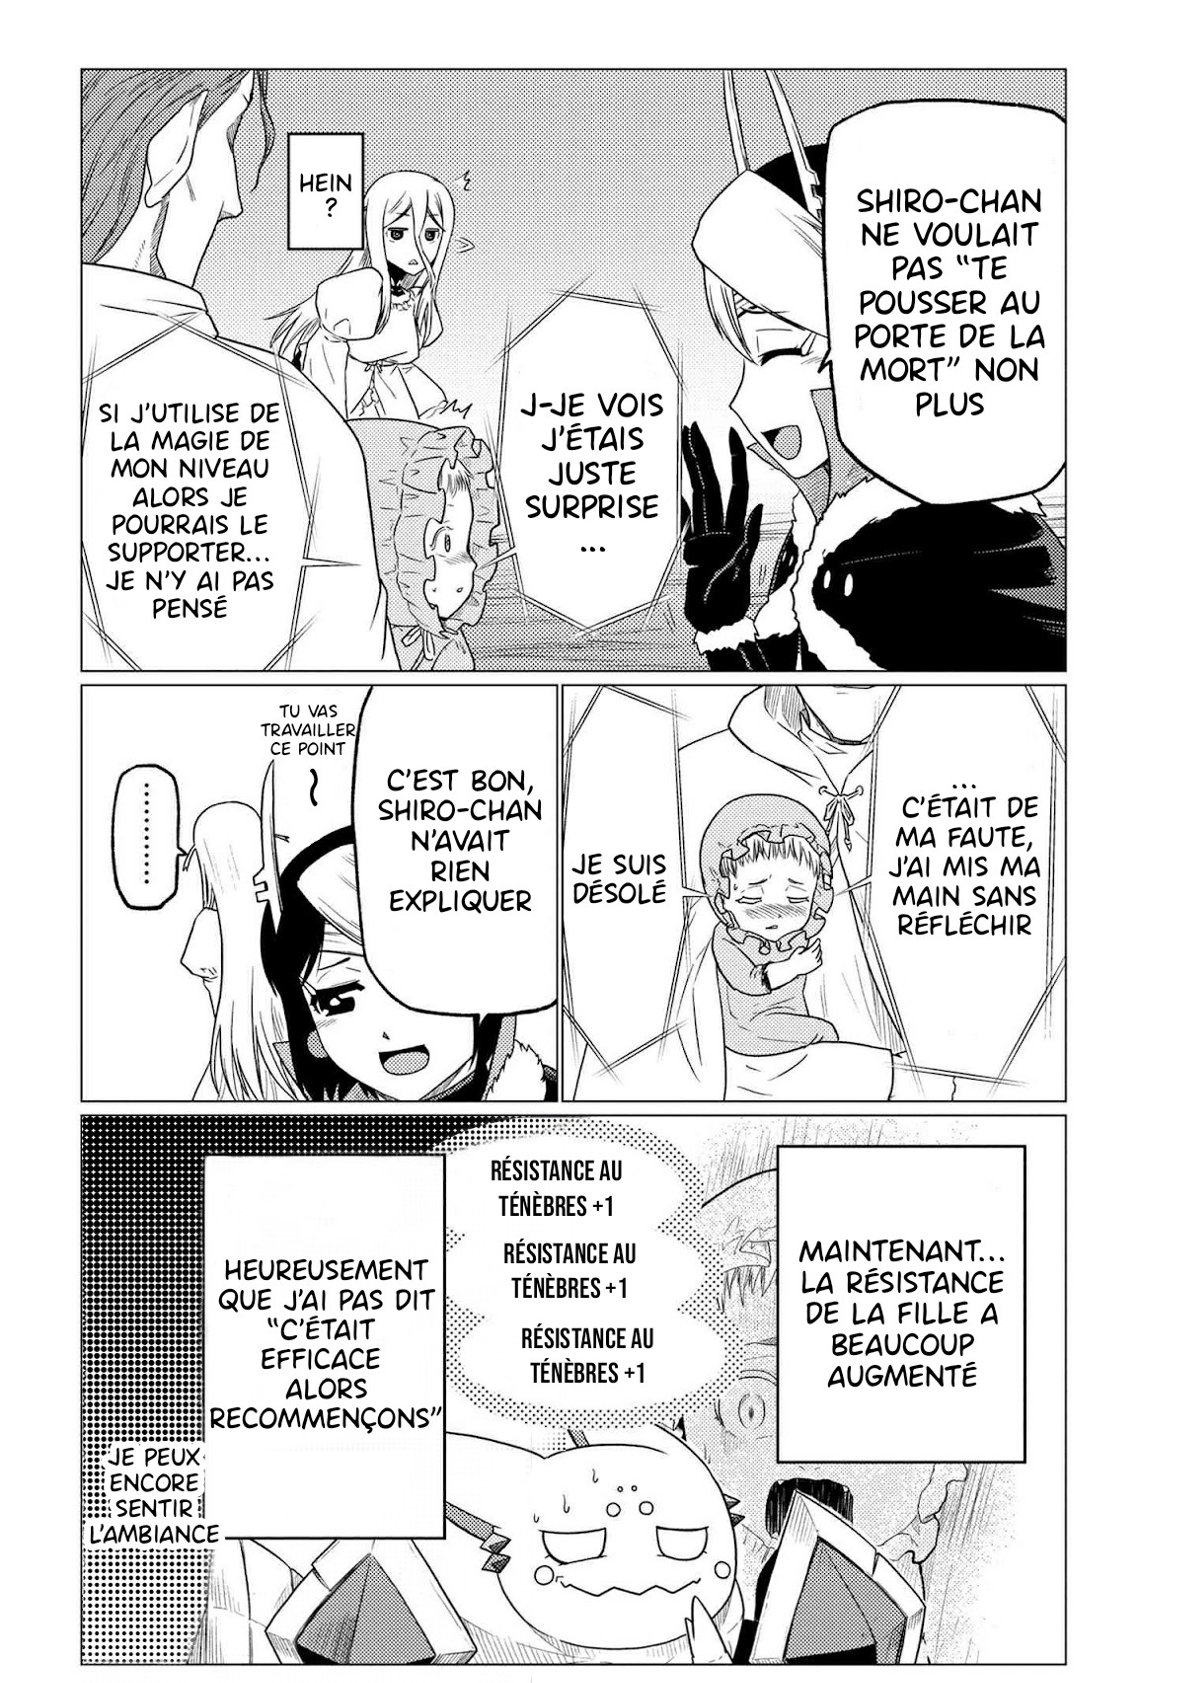 SHIRO-CHAN
NE VOULAIT
PAS "TE
POUSSER AU
PORTE DE LA
MORT" NON
PLUS
HEIN
?
J-JE VOIS
J'ÉTAIS
JUSTE
SURPRISE
...
SI J'UTILISE DE
LA MAGIE DE
MON NIVEAU
ALORS JE
POURRAIS LE
SUPPORTER...
JE N'Y AI PAS
PENSÉ
...
C'ÉTAIT DE
MA FAUTE,
J'AI MIS MA
MAIN SANS
RÉFLÉCHIR
JE SUIS
DÉSOLÉ
C'EST BON,
SHIRO-CHAN
N'AVAIT
RIEN
EXPLIQUER
TU VAS
TRAVAILLER
CE POINT
~
.........
MAINTENANT...
LA RÉSISTANCE
DE LA FILLE A
BEAUCOUP
AUGMENTÉ
RÉSISTANCE AU
TÉNÈBRES +1
RÉSISTANCE AU
TÉNÈBRES +1
RÉSISTANCE AU
TÉNÈBRES +1
HEUREUSEMENT
QUE J'AI PAS DIT
"C'ÉTAIT
EFFICACE
ALORS
RECOMMENÇONS"
JE PEUX
ENCORE
SENTIR
L'AMBIANCE